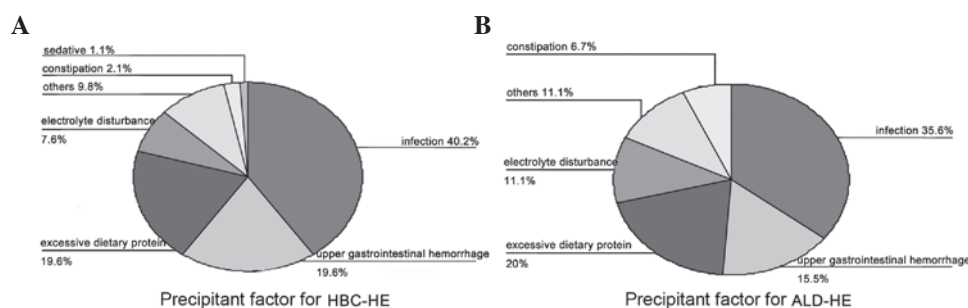 A
sedative 1.1%
constipation 2.1%
others 9.8%
electrolyte disturbance
7.6%
infection 40.2%
excessive dietary protein
19.6%
upper gastrointestinal hemorrhage
19.6%
Precipitant factor for HBC-HE
B
constipation 6.7%
others 11.1%
electrolyte disturbance
11.1%
infection 35.6%
excessive dietary protein
20%
upper gastrointestinal hemorrhage
15.5%
Precipitant factor for ALD-HE